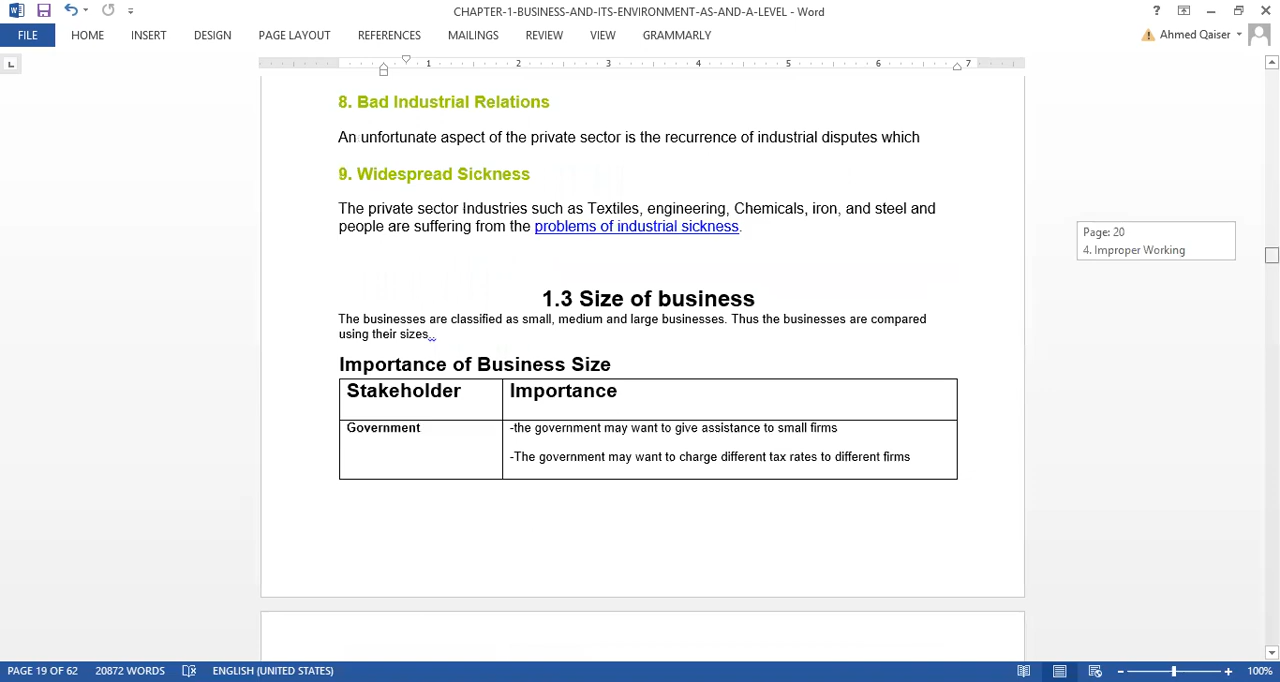 CHAPTER-1-BUSINESS-AND-ITS-ENVIRONMENT-AS-AND-A-LEVEL - Word
?
FILE HOME INSERT DESIGN PAGE LAYOUT REFERENCES MAILINGS REVIEW VIEW GRAMMARLY
Ahmed Qaiser
1 2 3 4 5 6 7
8. Bad Industrial Relations
An unfortunate aspect of the private sector is the recurrence of industrial disputes which
9. Widespread Sickness
The private sector Industries such as Textiles, engineering, Chemicals, iron, and steel and
people are suffering from the problems of industrial sickness.
Page: 20
4. Improper Working
1.3 Size of business
The businesses are classified as small, medium and large businesses. Thus the businesses are compared
using their sizes..
Importance of Business Size
Stakeholder Importance
Government -the government may want to give assistance to small firms
-The government may want to charge different tax rates to different firms
PAGE 19 OF 62 20872 WORDS ENGLISH (UNITED STATES) 100%